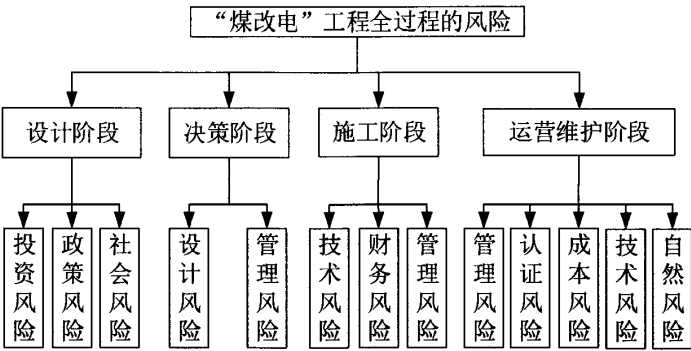 “煤改电”工程全过程的风险
设计阶段
决策阶段
施工阶段
运营维护阶段
投资风险
政策风险
社会风险
设计风险
管理风险
技术风险
财务风险
管理风险
管理风险
认证风险
成本风险
技术风险
自然风险